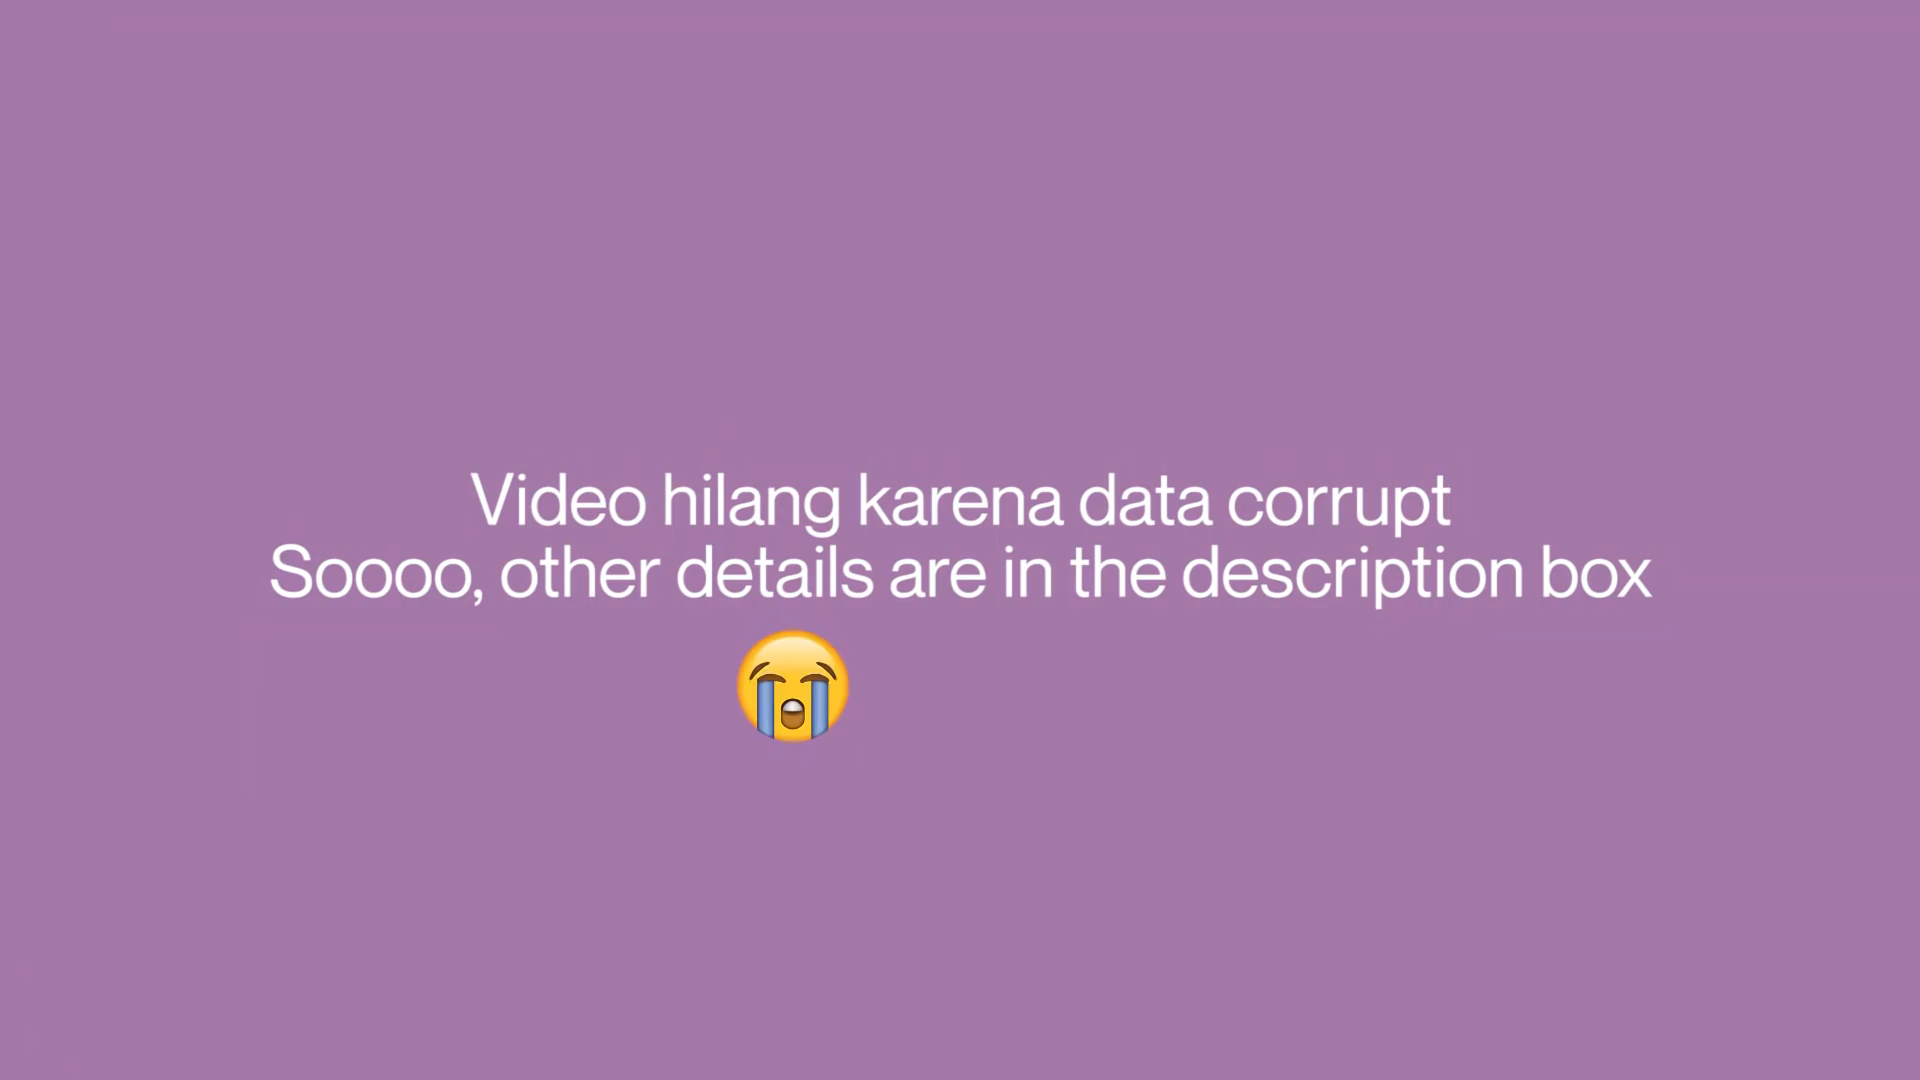 Video hilang karena data corrupt
Soooo, other details are in the description box
😭